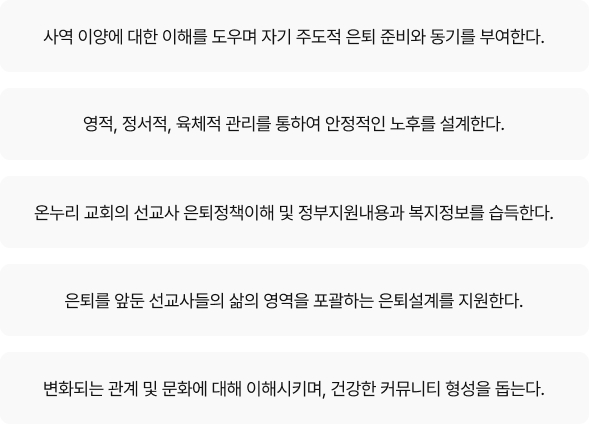 사역 이양에 대한 이해를 도우며 자기 주도적 은퇴 준비와 동기를 부여한다.
영적, 정서적, 육체적 관리를 통하여 안정적인 노후를 설계한다.
온누리 교회의 선교사 은퇴정책이해 및 정부지원내용과 복지정보를 습득한다.
은퇴를 앞둔 선교사들의 삶의 영역을 포괄하는 은퇴설계를 지원한다.
변화되는 관계 및 문화에 대해 이해시키며, 건강한 커뮤니티 형성을 돕는다.